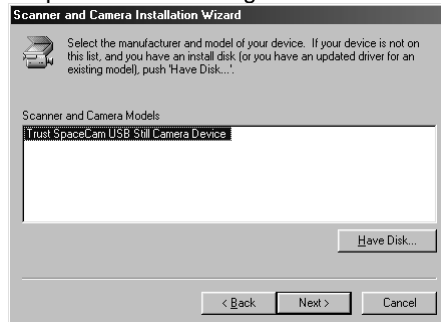 Scanner and Camera Installation Wizard
Select the manufacturer and model of your device. If your device is not on
this list, and you have an install disk (or you have an updated driver for an
existing model), push 'Have Disk...'.
Scanner and Camera Models
Trust SpaceCam USB Still Camera Device
Have Disk...
< Back
Next >
Cancel